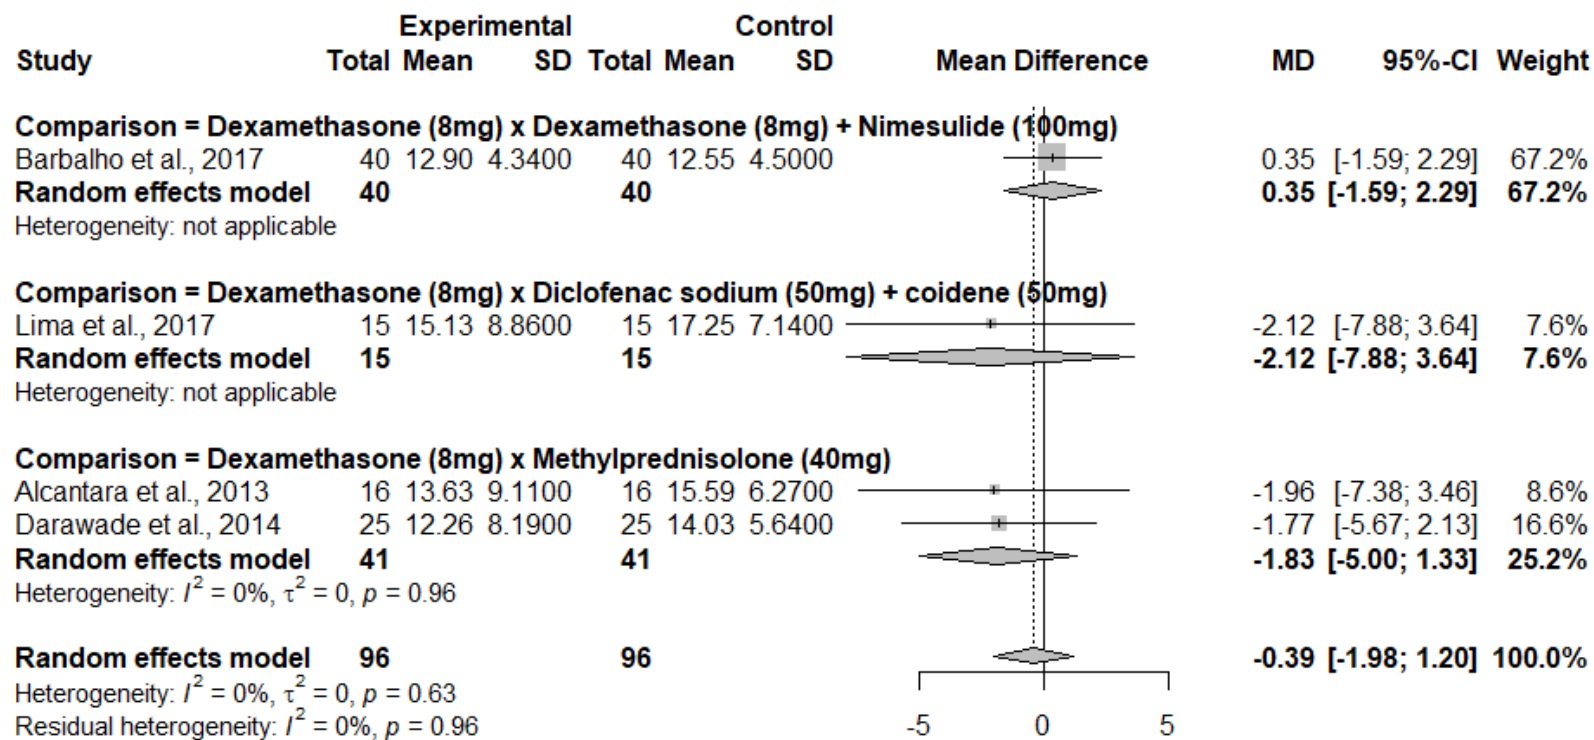 Experimental Control
Study Total Mean SD Total Mean SD Mean Difference MD 95%-CI Weight
Comparison = Dexamethasone (8mg) x Dexamethasone (8mg) + Nimesulide (100mg)
Barbalho et al., 2017 40 12.90 4.3400 40 12.55 4.5000 0.35 [-1.59; 2.29] 67.2%
Random effects model 40 40 0.35 [-1.59; 2.29] 67.2%
Heterogeneity: not applicable
Comparison = Dexamethasone (8mg) x Diclofenac sodium (50mg) + coidene (50mg)
Lima et al., 2017 15 15.13 8.8600 15 17.25 7.1400 -2.12 [-7.88; 3.64] 7.6%
Random effects model 15 15 -2.12 [-7.88; 3.64] 7.6%
Heterogeneity: not applicable
Comparison = Dexamethasone (8mg) x Methylprednisolone (40mg)
Alcantara et al., 2013 16 13.63 9.1100 16 15.59 6.2700 -1.96 [-7.38; 3.46] 8.6%
Darawade et al., 2014 25 12.26 8.1900 25 14.03 5.6400 -1.77 [-5.67; 2.13] 16.6%
Random effects model 41 41 -1.83 [-5.00; 1.33] 25.2%
Heterogeneity: I² = 0%, τ² = 0, p = 0.96
Random effects model 96 96 -0.39 [-1.98; 1.20] 100.0%
Heterogeneity: I² = 0%, τ² = 0, p = 0.63
Residual heterogeneity: I² = 0%, p = 0.96 -5 0 5